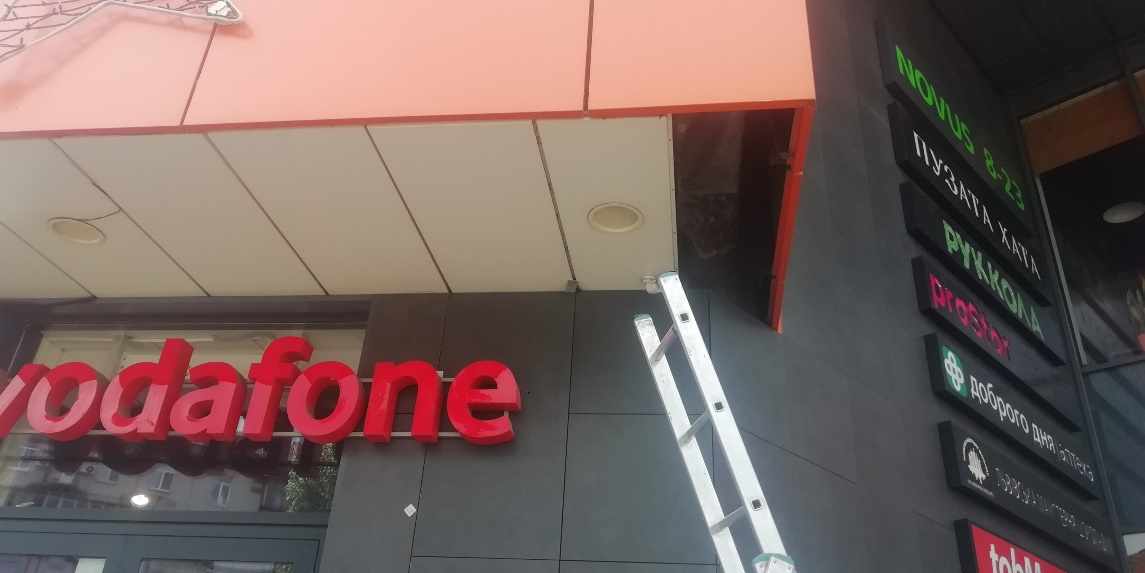 vodafone
NOVUS 8-23
ПУЗАТА ХАТА
РУККОЛА
prostor
доброго дня аптека